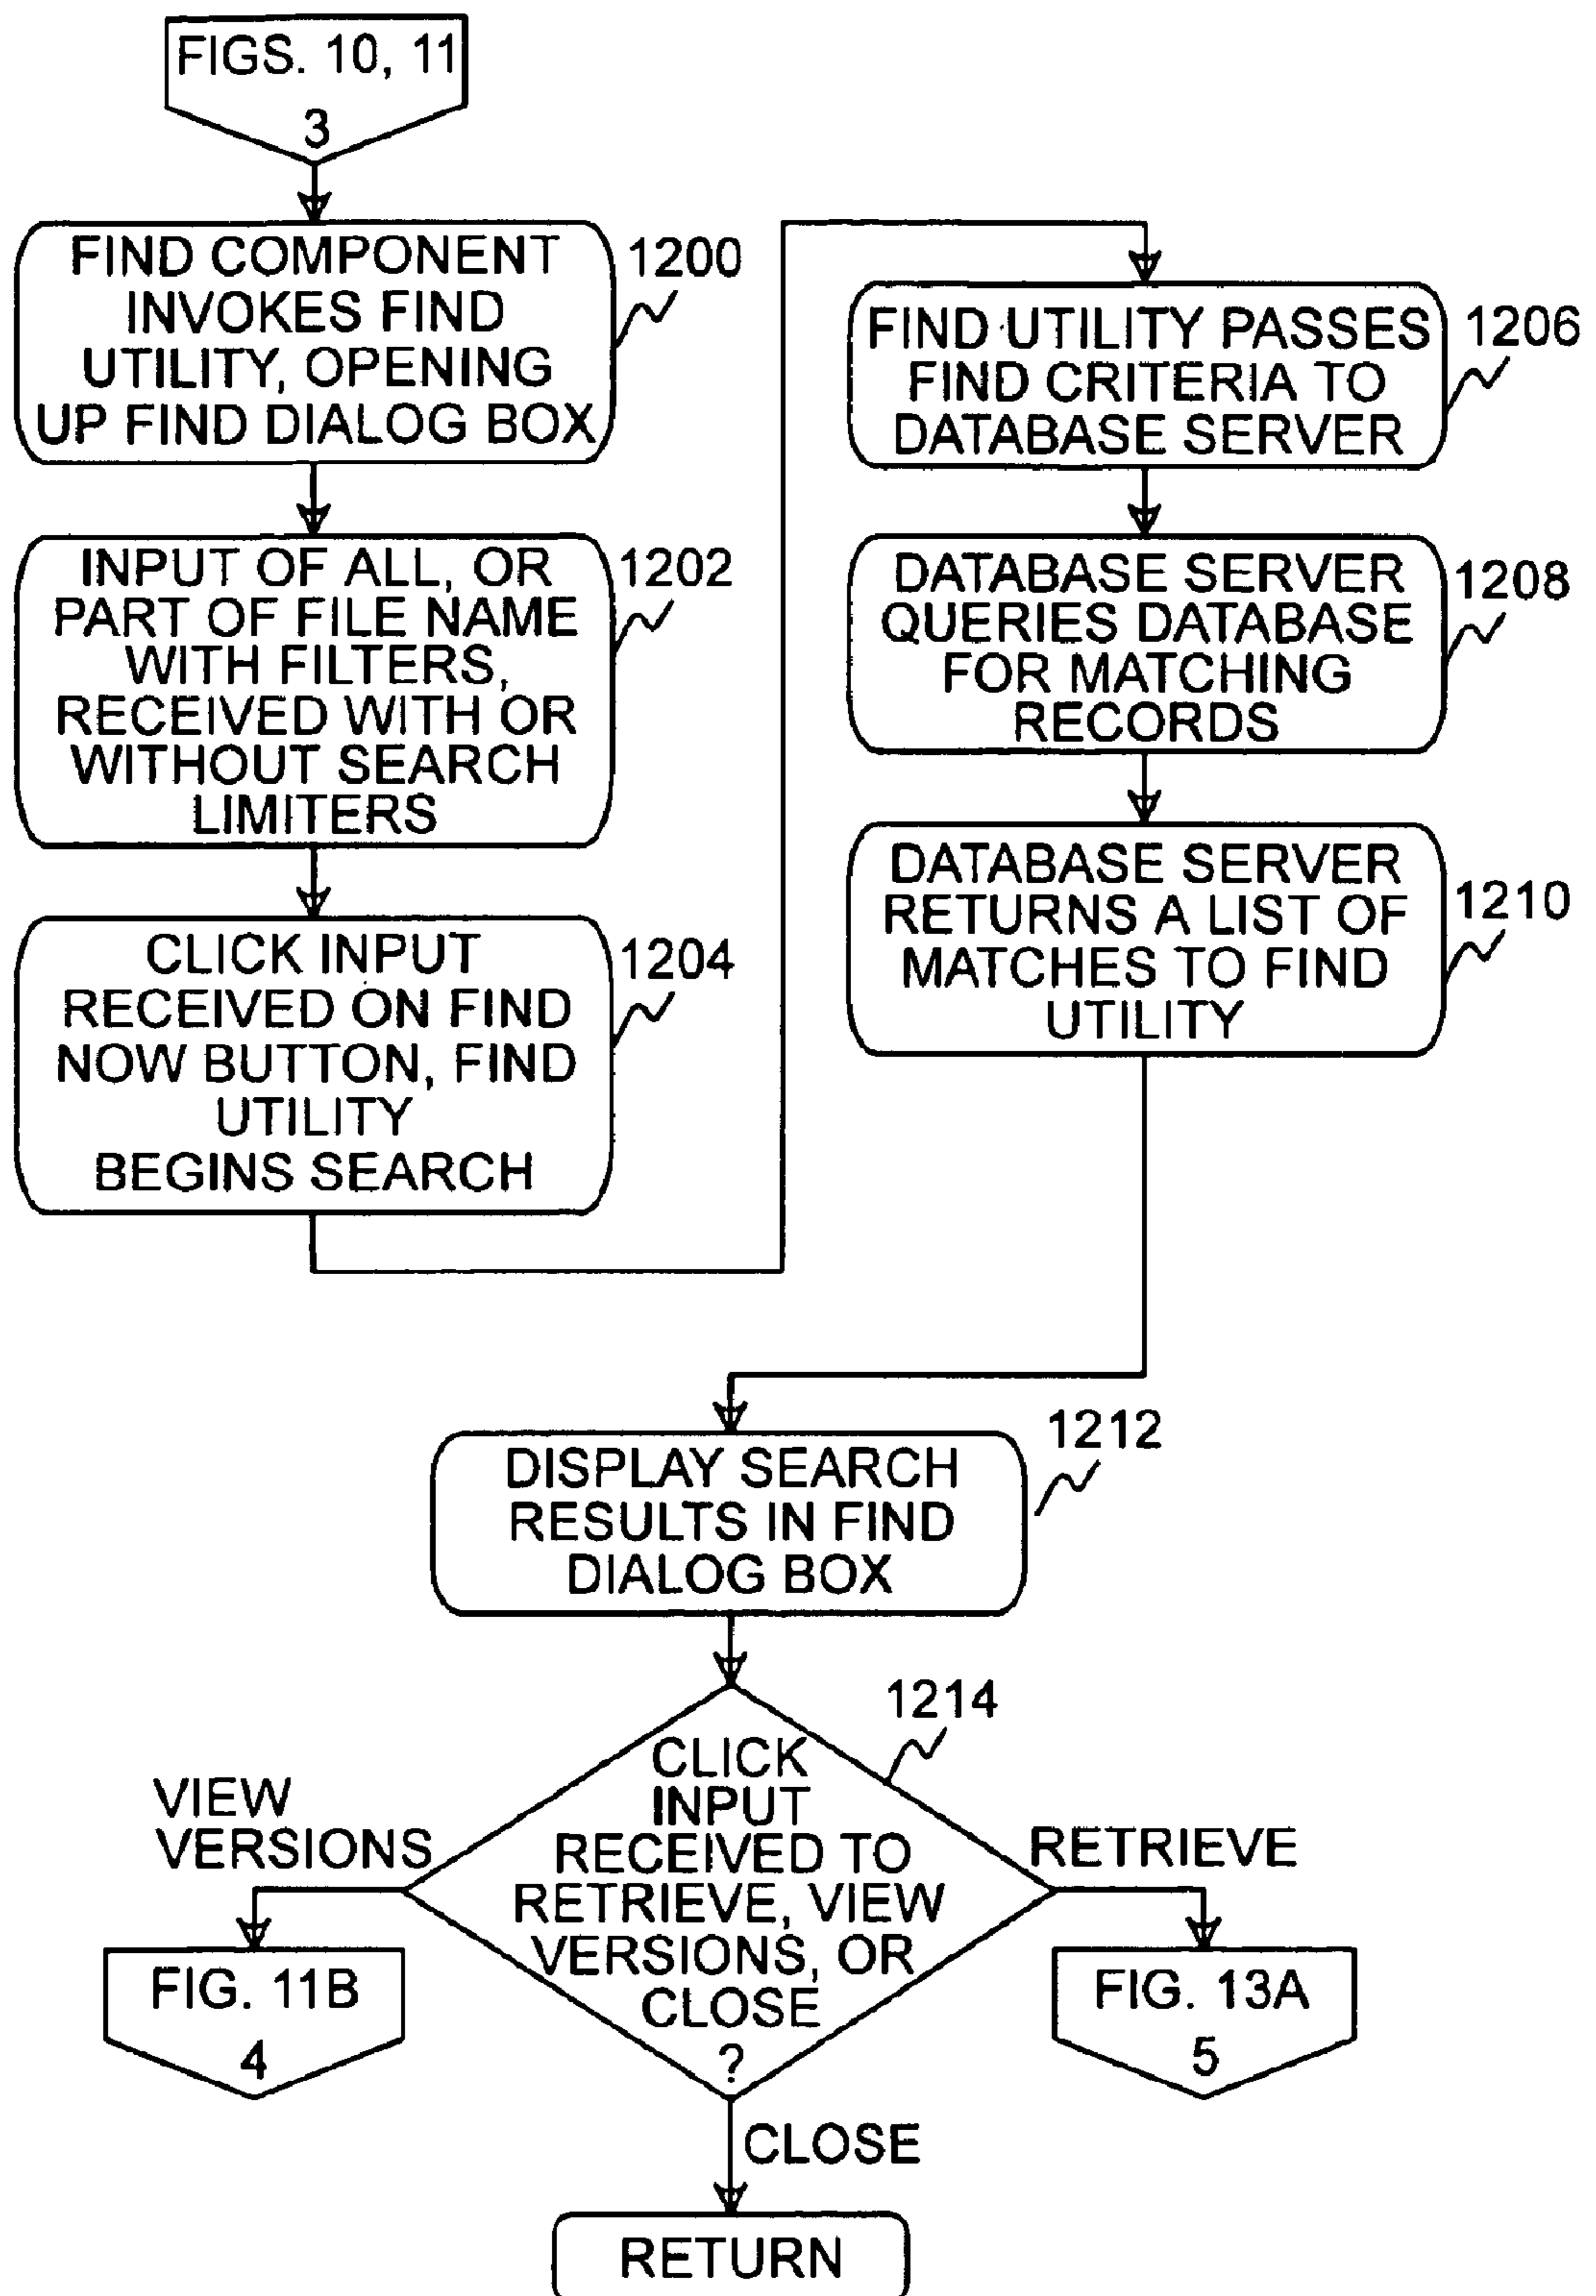 FIGS. 10, 11
3
FIND COMPONENT
INVOKES FIND
UTILITY, OPENING
UP FIND DIALOG BOX
1200
INPUT OF ALL, OR
PART OF FILE NAME
WITH FILTERS,
RECEIVED WITH OR
WITHOUT SEARCH
LIMITERS
1202
CLICK INPUT
RECEIVED ON FIND
NOW BUTTON, FIND
UTILITY
BEGINS SEARCH
1204
FIND UTILITY PASSES
FIND CRITERIA TO
DATABASE SERVER
1206
DATABASE SERVER
QUERIES DATABASE
FOR MATCHING
RECORDS
1208
DATABASE SERVER
RETURNS A LIST OF
MATCHES TO FIND
UTILITY
1210
DISPLAY SEARCH
RESULTS IN FIND
DIALOG BOX
1212
CLICK
INPUT
RECEIVED TO
RETRIEVE, VIEW
VERSIONS, OR
CLOSE
?
1214
VIEW
VERSIONS
FIG. 11B
4
RETRIEVE
FIG. 13A
5
CLOSE
RETURN